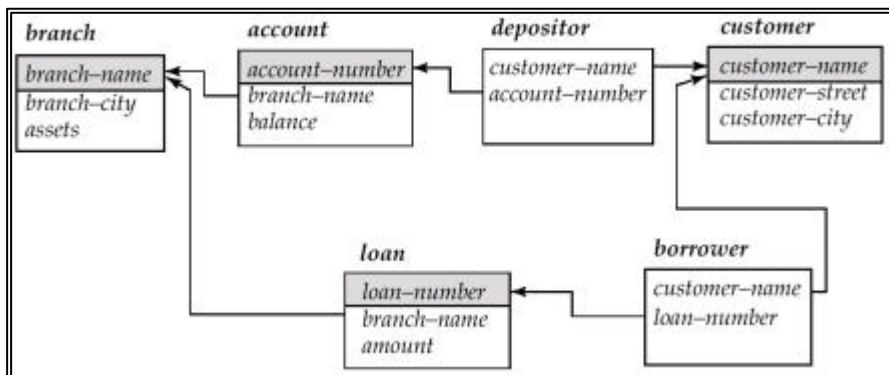 branch
branch–name
branch–city
assets
account
account–number
branch–name
balance
depositor
customer–name
account–number
customer
customer–name
customer–street
customer–city
loan
loan–number
branch–name
amount
borrower
customer–name
loan–number